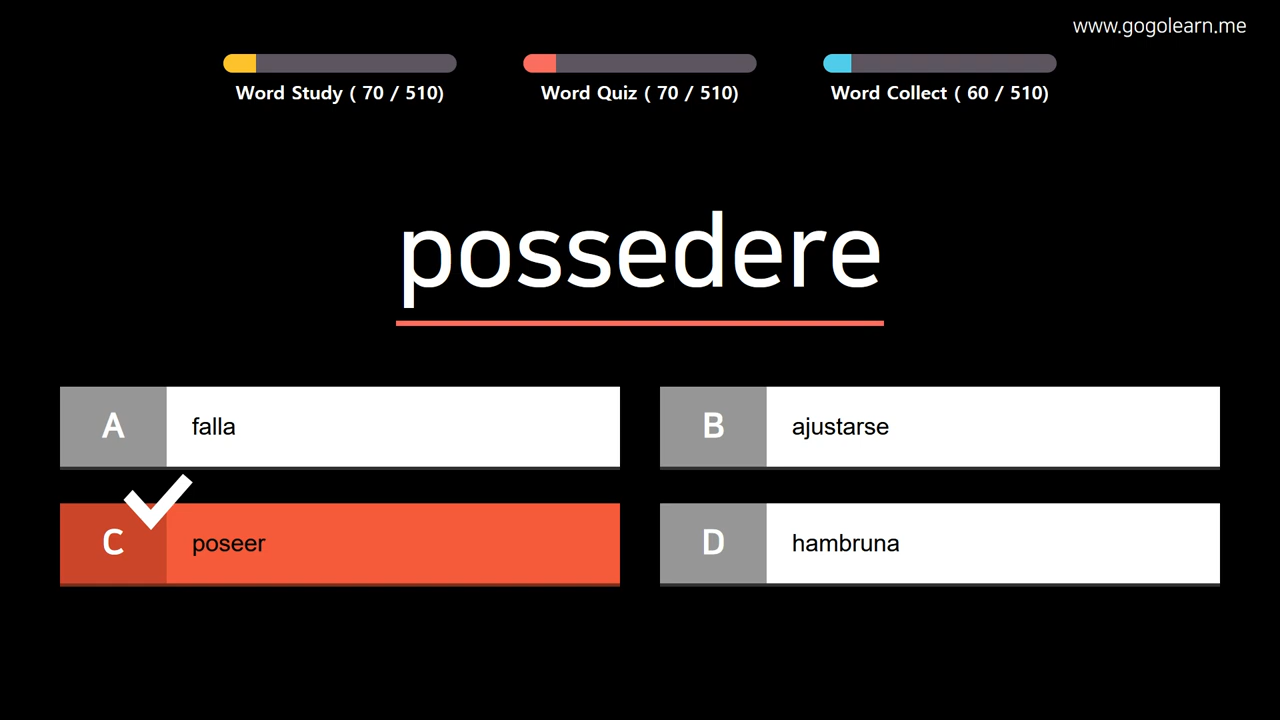 www.gogolearn.me
Word Study ( 70 / 510)
Word Quiz ( 70 / 510)
Word Collect ( 60 / 510)
possedere
A falla
B ajustarse
C poseer
D hambruna